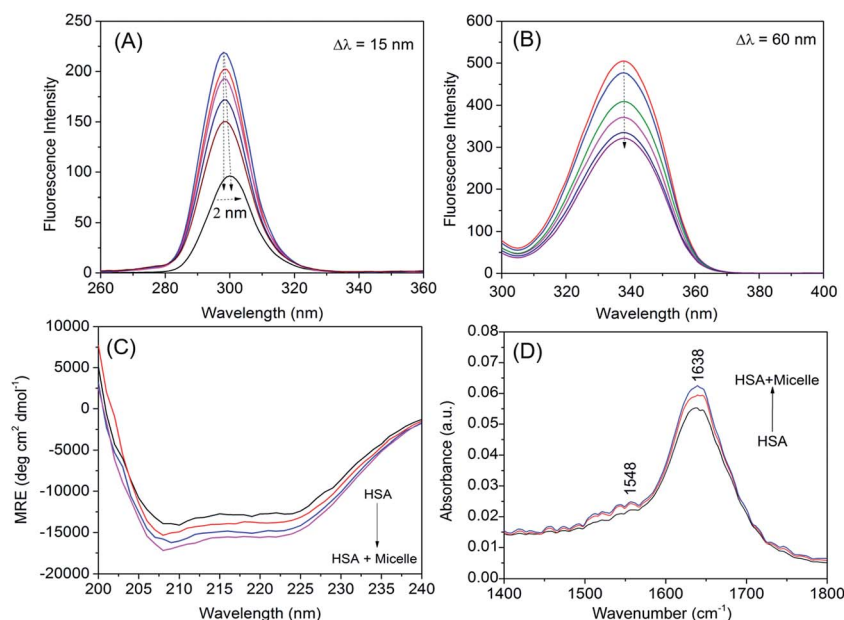 (A)
Δλ = 15 nm
Fluorescence Intensity
250
225
200
175
150
125
100
75
50
25
0
2 nm
260 280 300 320 340 360
Wavelength (nm)
(B)
Δλ = 60 nm
Fluorescence Intensity
600
500
400
300
200
100
0
300 320 340 360 380 400
Wavelength (nm)
(C)
MRE (deg cm² dmol⁻¹)
10000
5000
0
-5000
-10000
-15000
-20000
HSA
HSA + Micelle
200 205 210 215 220 225 230 235 240
Wavelength (nm)
(D)
Absorbance (a.u.)
0.08
0.07
0.06
0.05
0.04
0.03
0.02
0.01
0.00
1548
1638
HSA+Micelle
HSA
1400 1500 1600 1700 1800
Wavenumber (cm⁻¹)